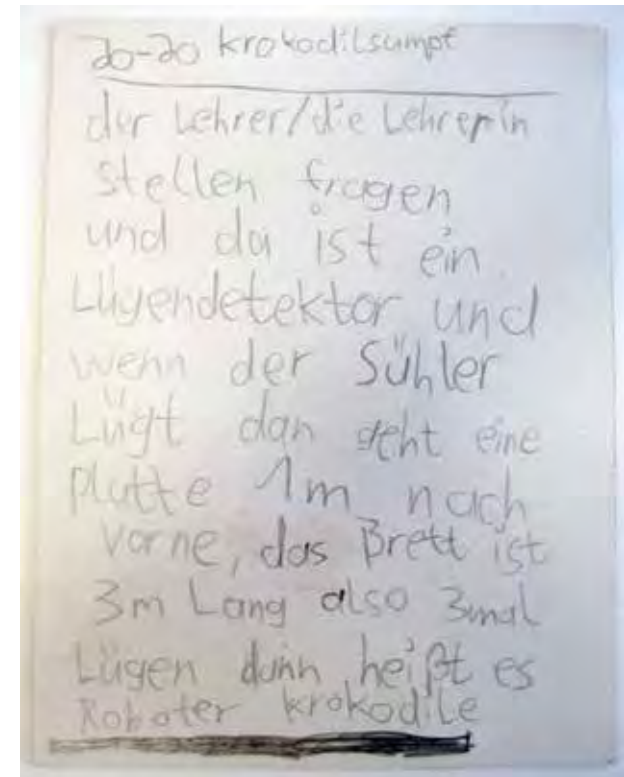 20-20 krokodilsumpf
der Lehrer/die Lehrerin
stellen fragen
und da ist ein
Lügendetektor und
wenn der Sühler
Lügt dan geht eine
platte 1m nach
vorne, das Brett ist
3m Lang also 3mal
Lügen dann heißt es
Roboter krokodile